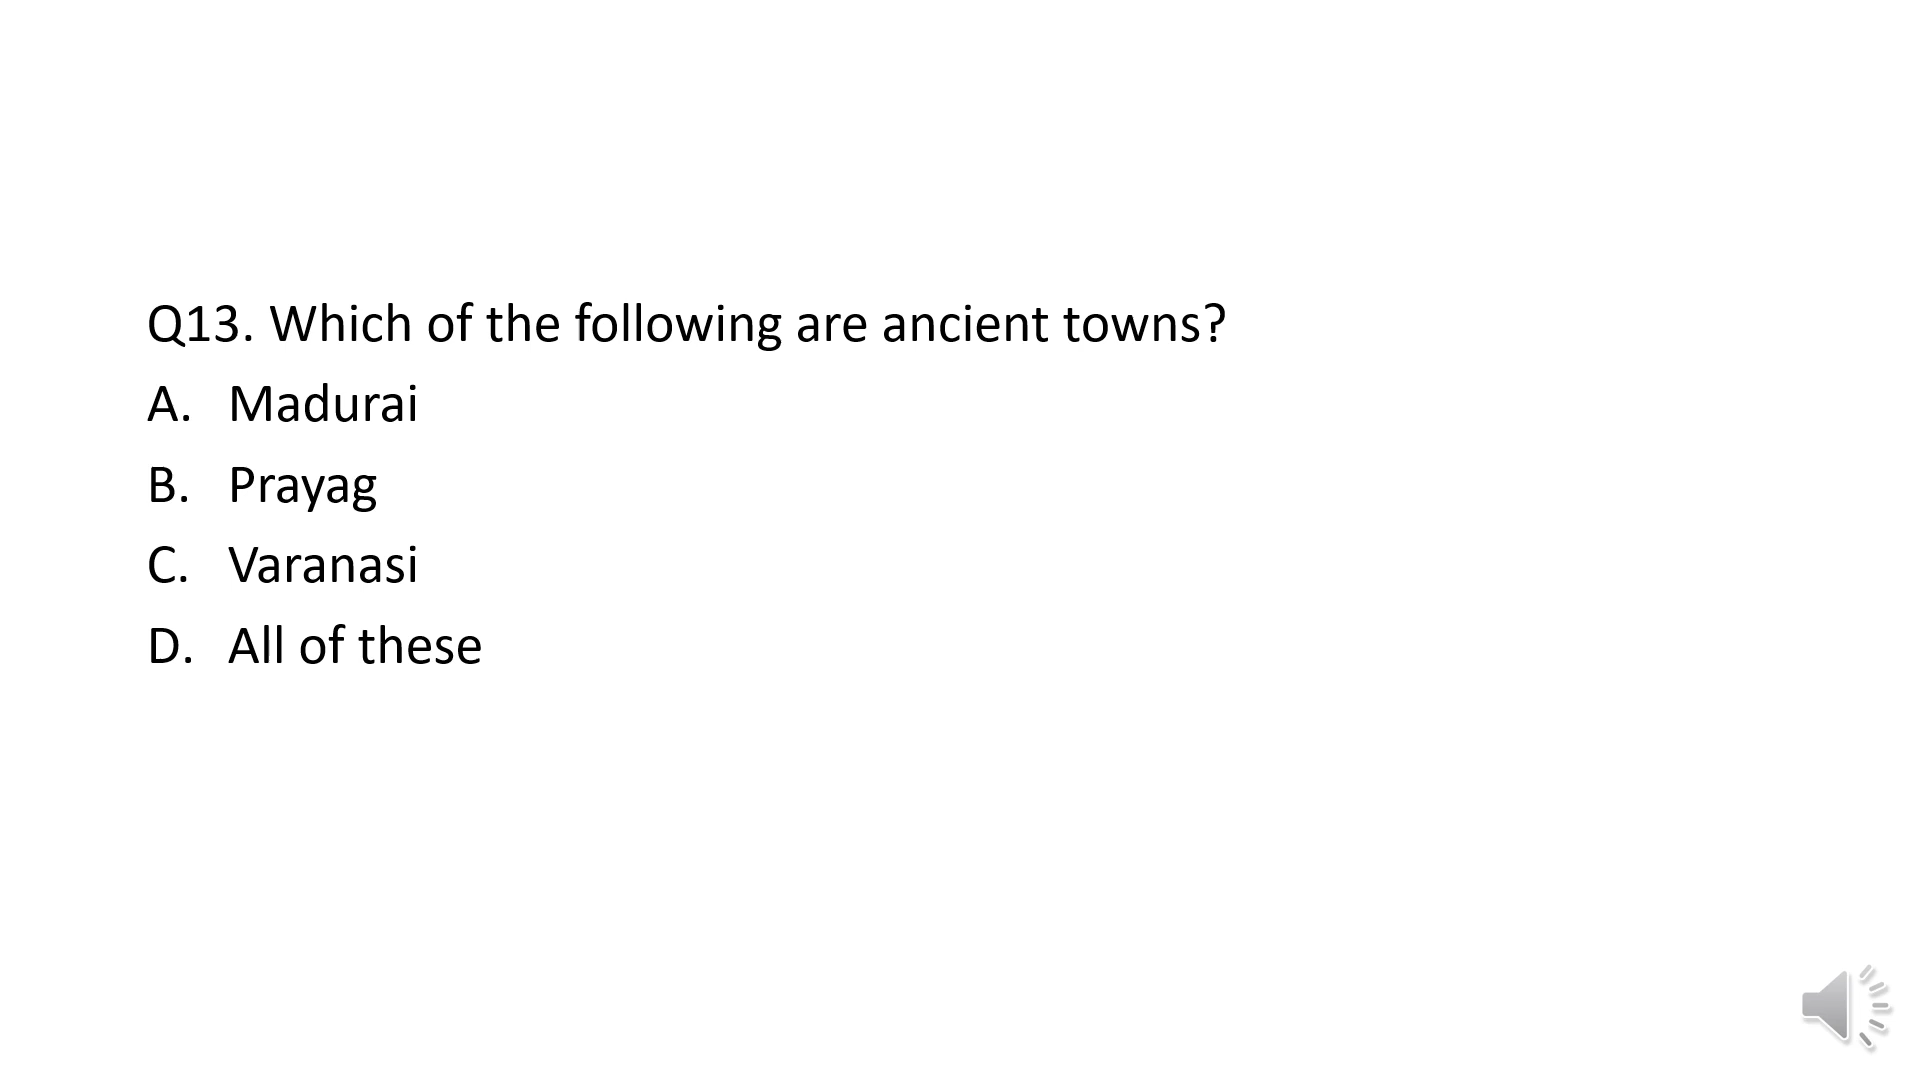 Q13. Which of the following are ancient towns?
A. Madurai
B. Prayag
C. Varanasi
D. All of these